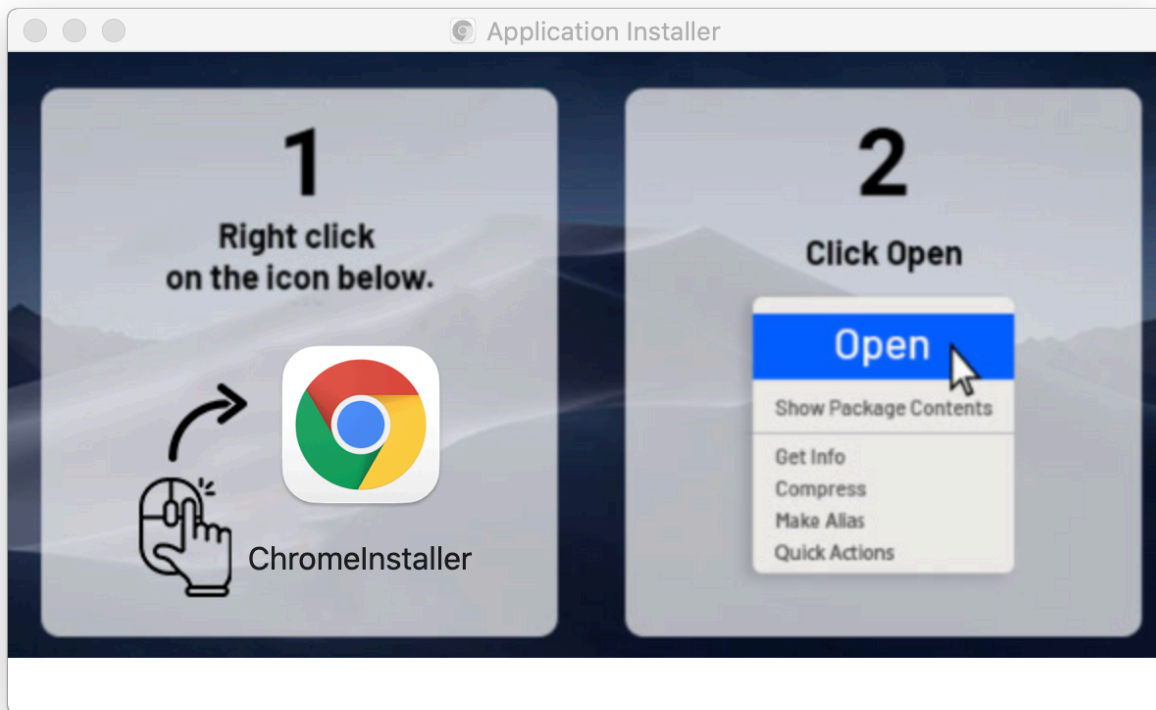 Application Installer
1
Right click
on the icon below.
ChromeInstaller
2
Click Open
Open
Show Package Contents
Get Info
Compress
Make Alias
Quick Actions